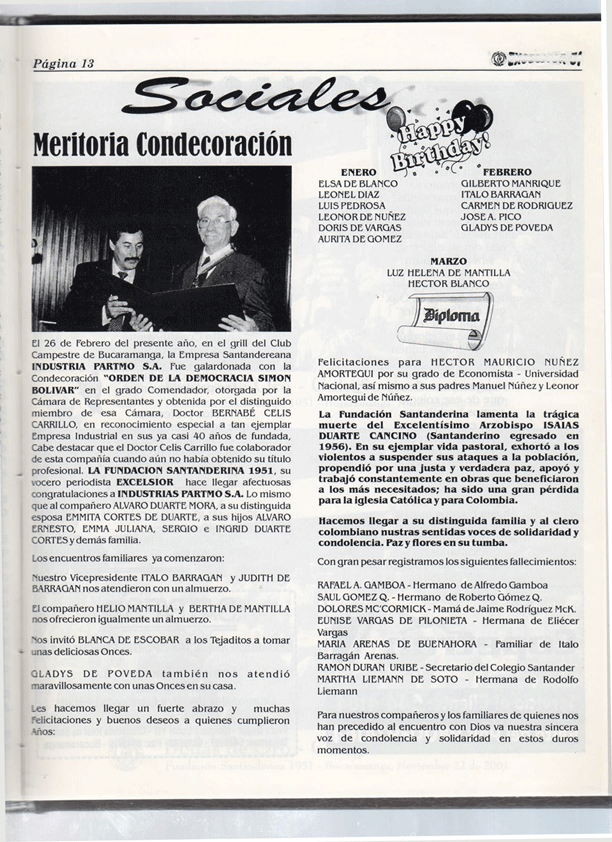 Página 13
EXCELSIOR 51
Sociales
Meritoria Condecoración
El 26 de Febrero del presente año, en el grill del Club
Campestre de Bucaramanga, la Empresa Santandereana
INDUSTRIA PARTMO S.A. Fue galardonada con la
Condecoración "ORDEN DE LA DEMOCRACIA SIMON
BOLIVAR" en el grado Comendador, otorgada por la
Cámara de Representantes y obtenida por el distinguido
miembro de esa Cámara, Doctor BERNABÉ CELIS
CARRILLO, en reconocimiento especial a tan ejemplar
Empresa Industrial en sus ya casi 40 años de fundada,
Cabe destacar que el Doctor Celis Carrillo fue colaborador
de esta compañía cuando aún no había obtenido su título
profesional. LA FUNDACION SANTANDERINA 1951, su
vocero periodista EXCELSIOR hace llegar afectuosas
congratulaciones a INDUSTRIAS PARTMO S.A. Lo mismo
que al compañero ALVARO DUARTE MORA, a su distinguida
esposa EMMITA CORTES DE DUARTE, a sus hijos ALVARO
ERNESTO, EMMA JULIANA, SERGIO e INGRID DUARTE
CORTES y demás familia.
Los encuentros familiares ya comenzaron:
Nuestro Vicepresidente ITALO BARRAGAN y JUDITH DE
BARRAGAN nos atendieron con un almuerzo.
El compañero HELIO MANTILLA y BERTHA DE MANTILLA
nos ofrecieron igualmente un almuerzo.
Nos invitó BLANCA DE ESCOBAR a los Tejaditos a tomar
unas deliciosas Onces.
GLADYS DE POVEDA también nos atendió
maravillosamente con unas Onces en su casa.
Les hacemos llegar un fuerte abrazo y muchas
Felicitaciones y buenos deseos a quienes cumplieron
Años:
Happy
Birthday!
ENERO
ELSA DE BLANCO
LEONEL DIAZ
LUIS PEDROSA
LEONOR DE NUÑEZ
DORIS DE VARGAS
AURITA DE GOMEZ
FEBRERO
GILBERTO MANRIQUE
ITALO BARRAGAN
CARMEN DE RODRIGUEZ
JOSE A. PICO
GLADYS DE POVEDA
MARZO
LUZ HELENA DE MANTILLA
HECTOR BLANCO
Diploma
Felicitaciones para HECTOR MAURICIO NUÑEZ
AMORTEGUI por su grado de Economista - Universidad
Nacional, así mismo a sus padres Manuel Núñez y Leonor
Amortegui de Núñez.
La Fundación Santanderina lamenta la trágica
muerte del Excelentísimo Arzobispo ISAIAS
DUARTE CANCINO (Santanderino egresado en
1956). En su ejemplar vida pastoral, exhortó a los
violentos a suspender sus ataques a la población,
propendió por una justa y verdadera paz, apoyó y
trabajó constantemente en obras que beneficiaron
a los más necesitados; ha sido una gran pérdida
para la iglesia Católica y para Colombia.
Hacemos llegar a su distinguida familia y al clero
colombiano nustras sentidas voces de solidaridad y
condolencia. Paz y flores en su tumba.
Con gran pesar registramos los siguientes fallecimientos:
RAFAEL A. GAMBOA - Hermano de Alfredo Gamboa
SAUL GOMEZ Q. - Hermano de Roberto Gómez Q.
DOLORES MC'CORMICK - Mamá de Jaime Rodríguez McK.
EUNISE VARGAS DE PILONIETA - Hermana de Eliécer
Vargas
MARIA ARENAS DE BUENAHORA - Familiar de Italo
Barragán Arenas.
RAMON DURAN URIBE - Secretario del Colegio Santander
MARTHA LIEMANN DE SOTO - Hermana de Rodolfo
Liemann
Para nuestros compañeros y los familiares de quienes nos
han precedido al encuentro con Dios va nuestra sincera
voz de condolencia y solidaridad en estos duros
momentos.